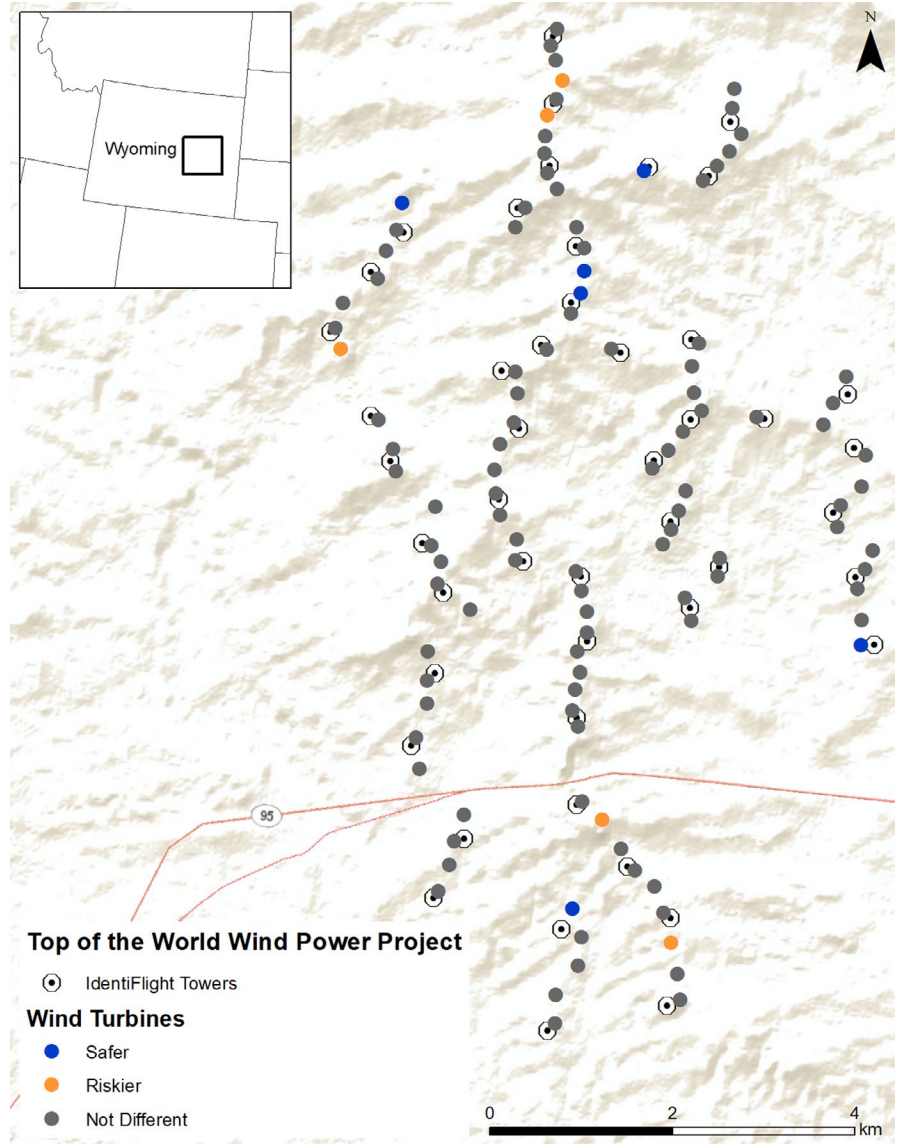 N
Wyoming
95
Top of the World Wind Power Project
IdentiFlight Towers
Wind Turbines
Safer
Riskier
Not Different
0 2 4
km